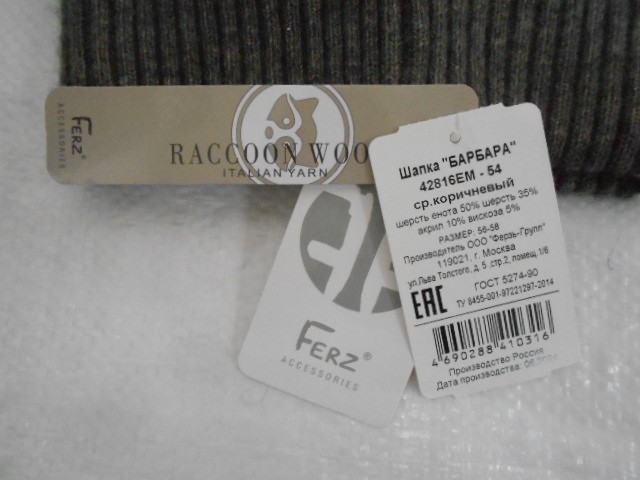 FERZ®
ACCESSORIES
RACCOON WOO
ITALIAN YARN
FERZ®
ACCESSORIES
Шапка "БАРБАРА"
42816ЕМ - 54
ср.коричневый
шерсть енота 50% шерсть 35%
акрил 10% вискоза 5%
РАЗМЕР: 56-58
Производитель ООО "Ферзь-Групп"
119021, г. Москва
ул.Льва Толстого, д. 5 ,стр.2, помещ. 1/6
ГОСТ 5274-90
EAC
ТУ 8455-001-97221297-2014
4 690288 410316
Производство Россия
Дата производства: